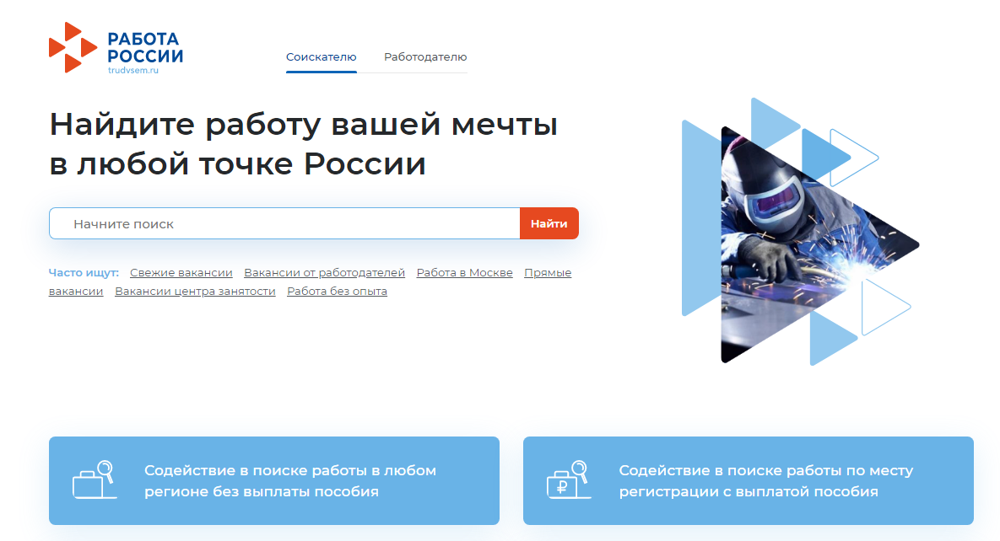 РАБОТА
РОССИИ
trudvsem.ru
Соискателю Работодателю
Найдите работу вашей мечты
в любой точке России
Начните поиск Найти
Часто ищут: Свежие вакансии Вакансии от работодателей Работа в Москве Прямые
вакансии Вакансии центра занятости Работа без опыта
Содействие в поиске работы в любом
регионе без выплаты пособия
Содействие в поиске работы по месту
регистрации с выплатой пособия